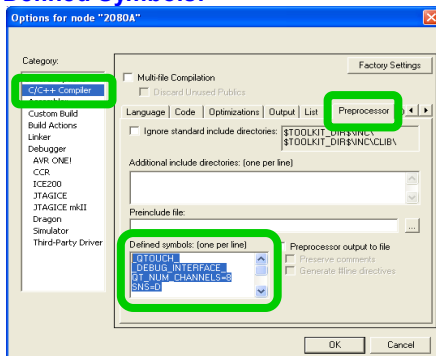 Defined Symbols:
Options for node "2080A"
Category:
C/C++ Compiler
Custom Build
Build Actions
Linker
Debugger
AVR ONE!
CCR
ICE200
JTAGICE
JTAGICE mkII
Dragon
Simulator
Third-Party Driver
Factory Settings
Multi-file Compilation
Discard Unused Publics
Language Code Optimizations Output List Preprocessor
Ignore standard include directories: $TOOLKIT_DIR$\INC\
$TOOLKIT_DIR$\INC\CLIB\
Additional include directories: (one per line)
Preinclude file:
...
Defined symbols: (one per line)
_QTOUCH_
_DEBUG_INTERFACE_
QT_NUM_CHANNELS=8
SNS=D
Preprocessor output to file
Preserve comments
Generate #line directives
OK Cancel